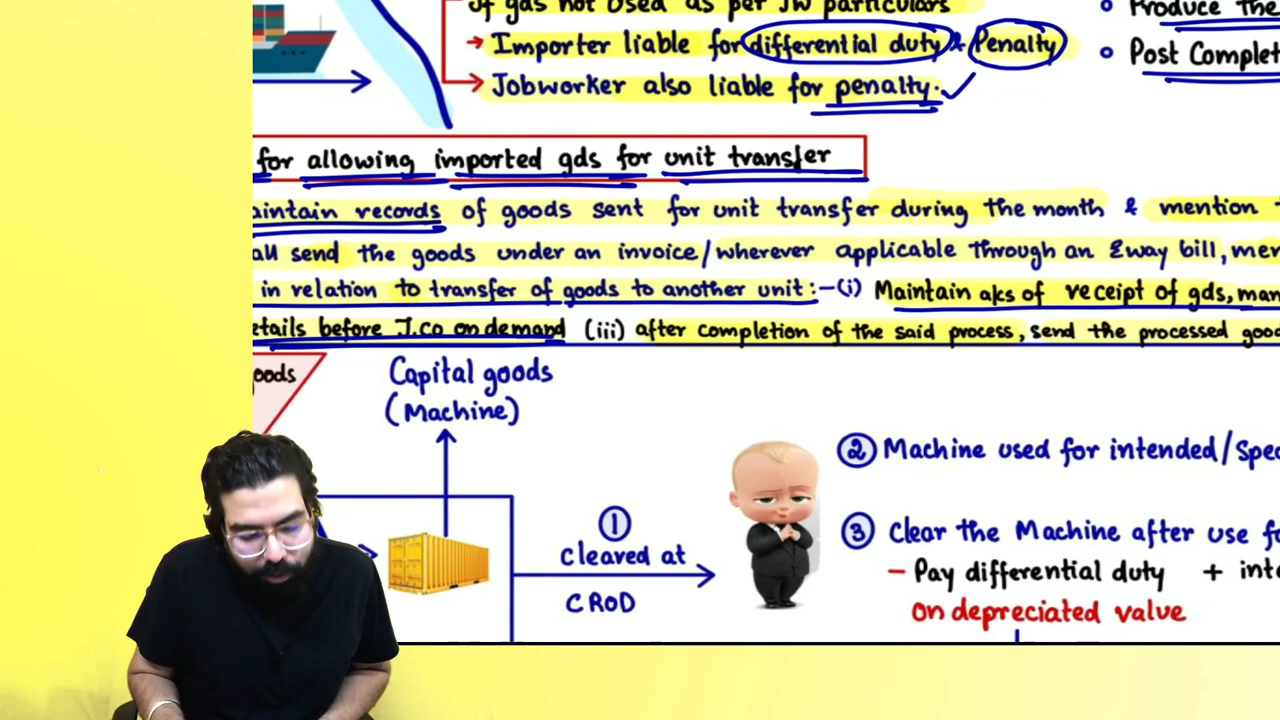 If gds not used as per JW particulars
→ Importer liable for differential duty & Penalty
→ Jobworker also liable for penalty.
Produce the
Post Complet
for allowing imported gds for unit transfer
aintain records of goods sent for unit transfer during the month & mention
all send the goods under an invoice/wherever applicable through an Eway bill, men
in relation to transfer of goods to another unit:-(i) Maintain a/cs of receipt of gds, man
etails before J.co on demand (iii) after completion of the said process, send the processed good
oods
Capital goods
(Machine)
② Machine used for intended/Spec
① Cleared at
CROD
③ Clear the Machine after use fo
- Pay differential duty + inte
on depreciated value